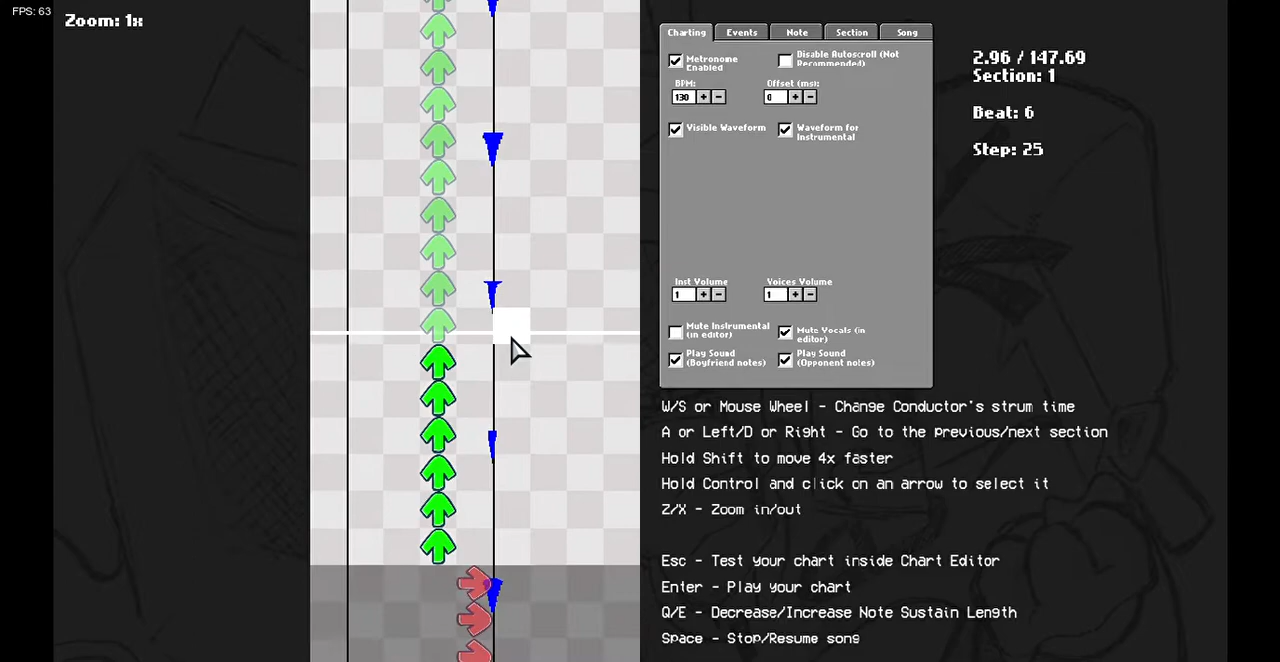 FPS: 63
Zoom: 1x
Charting Events Note Section Song
Metronome
Enabled
Disable Autoscroll (Not
Recommended)
BPM: Offset (ms):
130 + - 0 + -
Visible Waveform
Waveform for
Instrumental
Inst Volume Voices Volume
1 + - 1 + -
Mute Instrumental
(in editor)
Mute Vocals (in
editor)
Play Sound
(Boyfriend notes)
Play Sound
(Opponent notes)
2.96 / 147.69
Section: 1
Beat: 6
Step: 25
W/S or Mouse Wheel - Change Conductor's strum time
A or Left/D or Right - Go to the previous/next section
Hold Shift to move 4x faster
Hold Control and click on an arrow to select it
Z/X - Zoom in/out
Esc - Test your chart inside Chart Editor
Enter - Play your chart
Q/E - Decrease/Increase Note Sustain Length
Space - Stop/Resume song